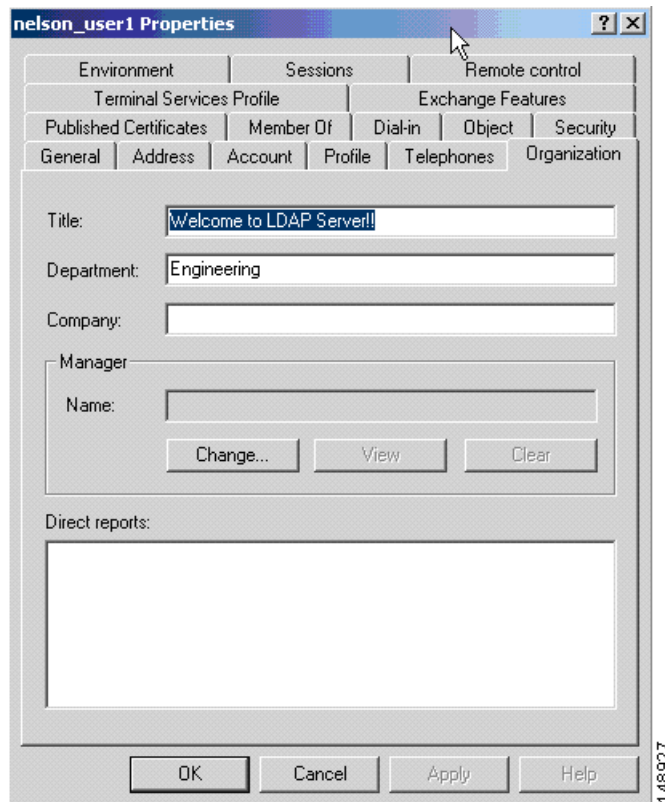 nelson_user1 Properties
Environment Sessions Remote control
Terminal Services Profile Exchange Features
Published Certificates Member Of Dial-in Object Security
General Address Account Profile Telephones Organization
Title: Welcome to LDAP Server!!
Department: Engineering
Company:
Manager
Name:
Change... View Clear
Direct reports:
OK Cancel Apply Help
148927